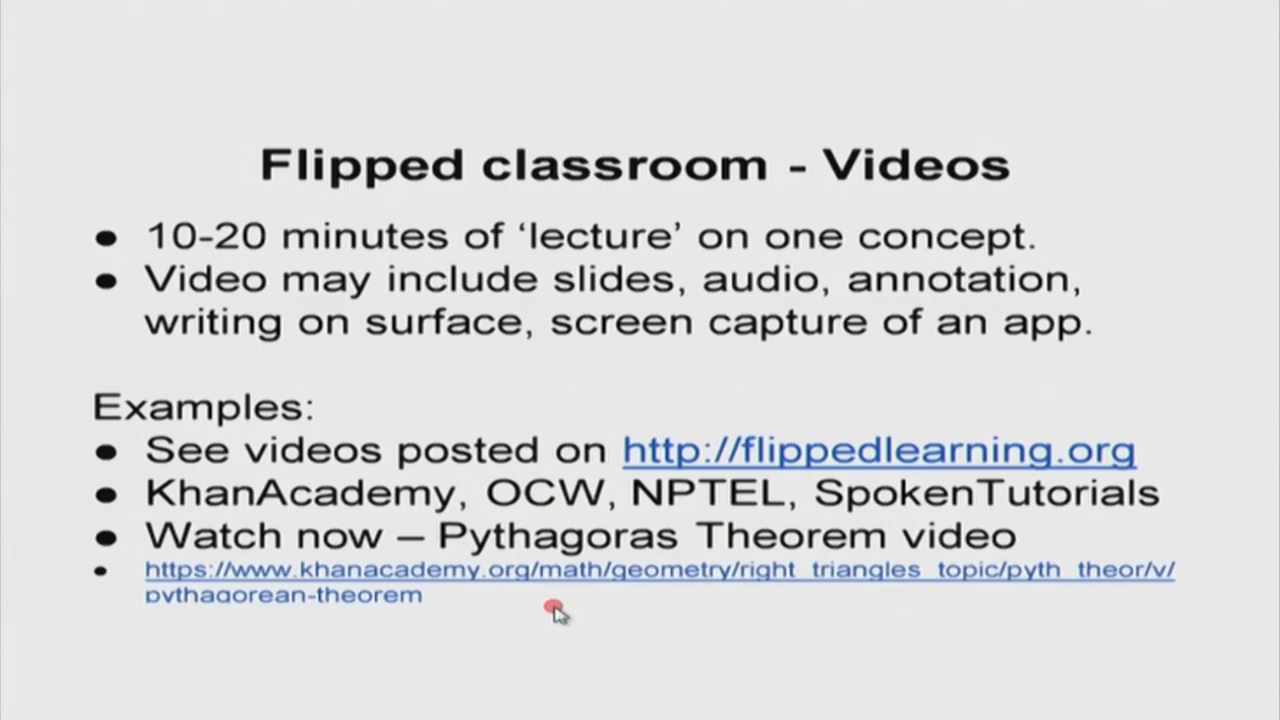 Flipped classroom - Videos
● 10-20 minutes of ‘lecture’ on one concept.
● Video may include slides, audio, annotation,
writing on surface, screen capture of an app.
Examples:
● See videos posted on http://flippedlearning.org
● KhanAcademy, OCW, NPTEL, SpokenTutorials
● Watch now – Pythagoras Theorem video
● https://www.khanacademy.org/math/geometry/right_triangles_topic/pyth_theor/v/
pythagorean-theorem